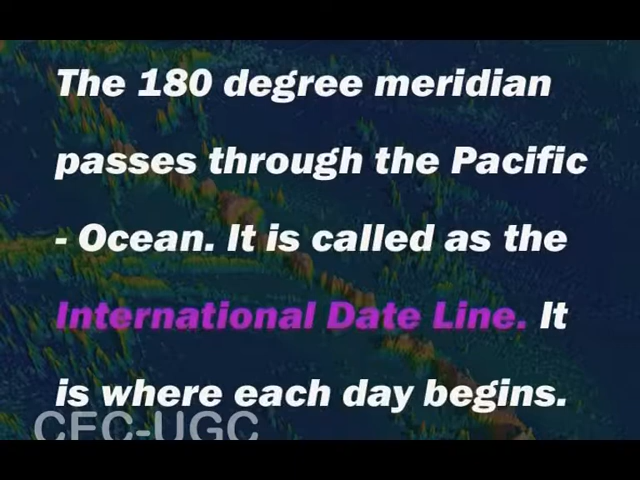 The 180 degree meridian
passes through the Pacific
- Ocean. It is called as the
International Date Line. It
is where each day begins.
CEC-UGC